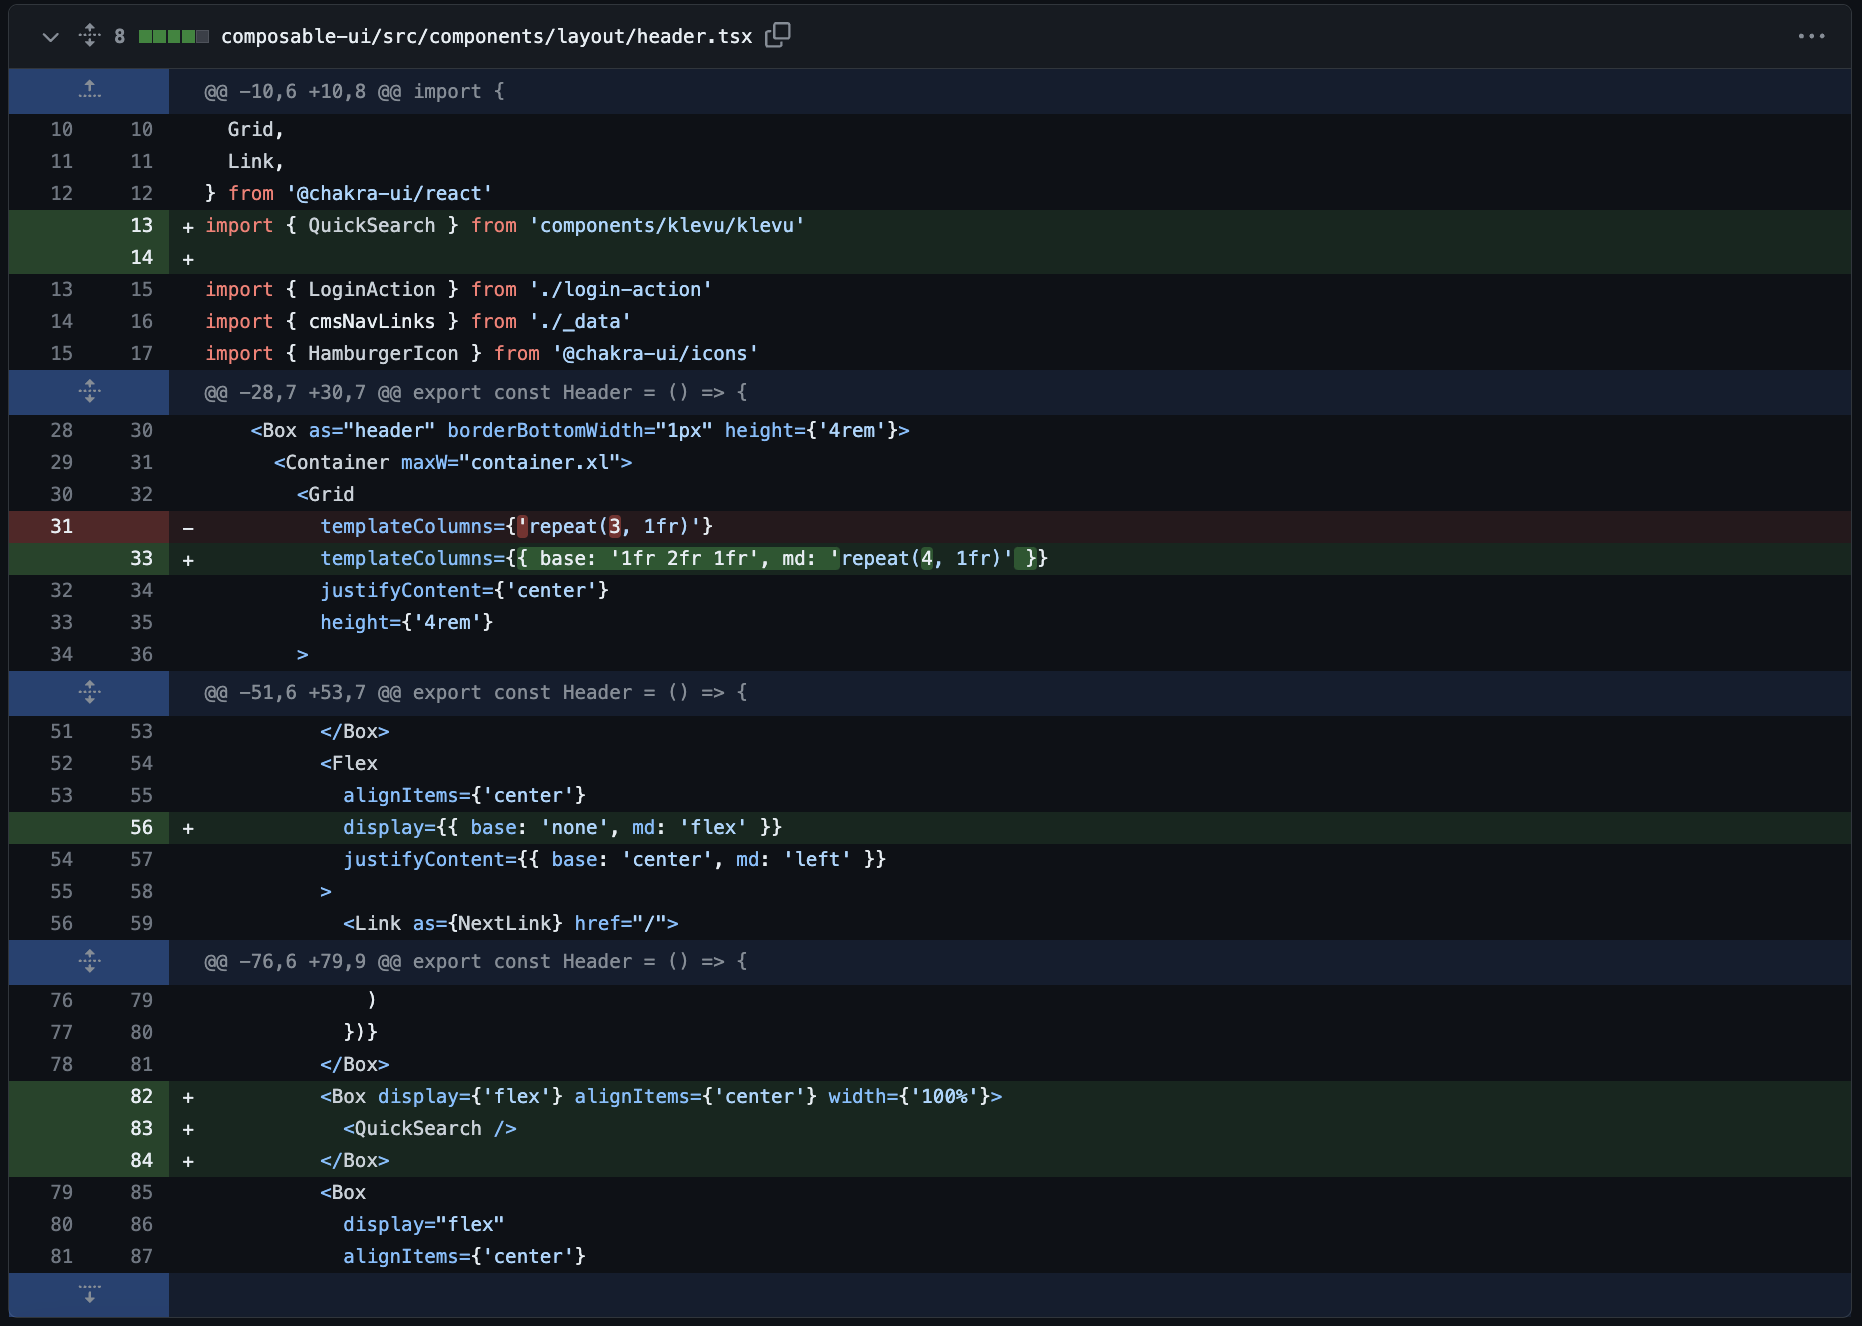 8 composable-ui/src/components/layout/header.tsx
@@ -10,6 +10,8 @@ import {
10 10 Grid,
11 11 Link,
12 12 } from '@chakra-ui/react'
13 + import { QuickSearch } from 'components/klevu/klevu'
14 +
13 15 import { LoginAction } from './login-action'
14 16 import { cmsNavLinks } from './_data'
15 17 import { HamburgerIcon } from '@chakra-ui/icons'
@@ -28,7 +30,7 @@ export const Header = () => {
28 30 <Box as="header" borderBottomWidth="1px" height={'4rem'}>
29 31 <Container maxW="container.xl">
30 32 <Grid
31 - templateColumns={'repeat(3, 1fr)'}
33 + templateColumns={{ base: '1fr 2fr 1fr', md: 'repeat(4, 1fr)' }}
32 34 justifyContent={'center'}
33 35 height={'4rem'}
34 36 >
@@ -51,6 +53,7 @@ export const Header = () => {
51 53 </Box>
52 54 <Flex
53 55 alignItems={'center'}
56 + display={{ base: 'none', md: 'flex' }}
54 57 justifyContent={{ base: 'center', md: 'left' }}
55 58 >
56 59 <Link as={NextLink} href="/">
@@ -76,6 +79,9 @@ export const Header = () => {
76 79 )
77 80 })}
78 81 </Box>
82 + <Box display={'flex'} alignItems={'center'} width={'100%'}>
83 + <QuickSearch />
84 + </Box>
79 85 <Box
80 86 display="flex"
81 87 alignItems={'center'}